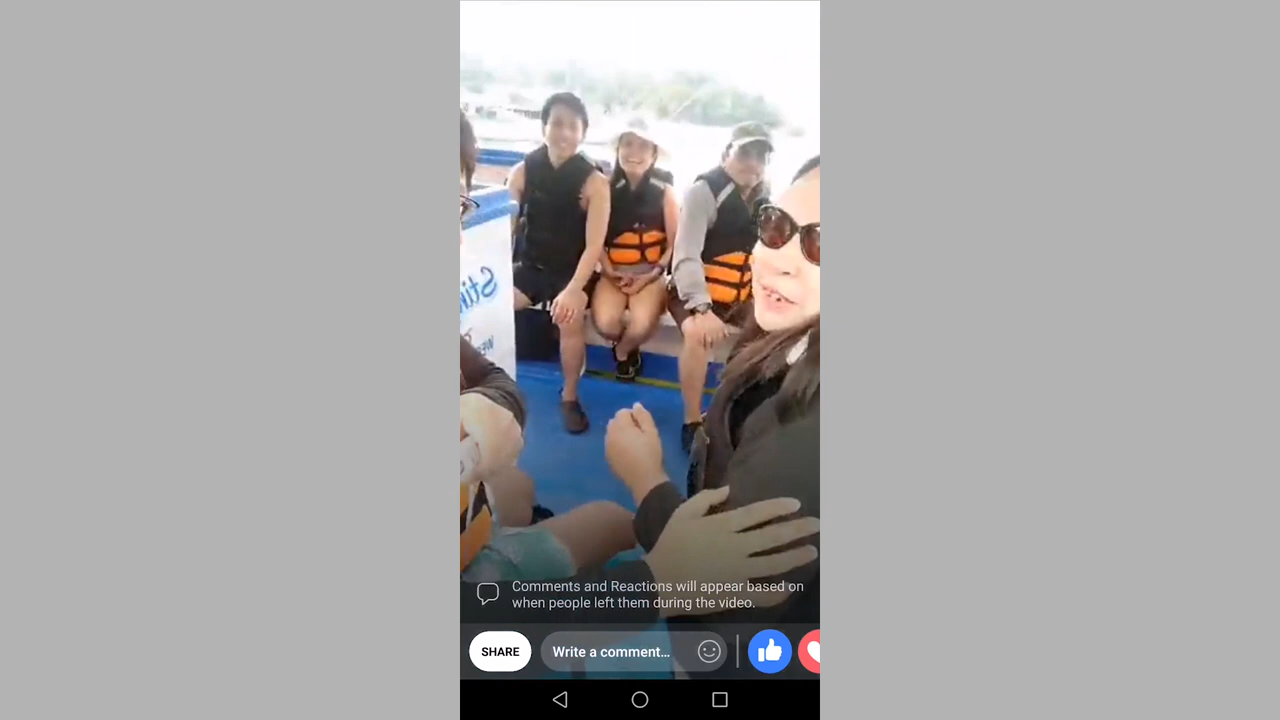 Comments and Reactions will appear based on
when people left them during the video.
SHARE
Write a comment...